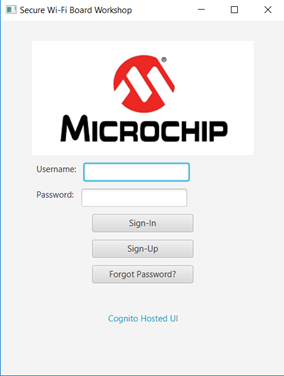 Secure Wi-Fi Board Workshop
®
MICROCHIP
Username:
Password:
Sign-In
Sign-Up
Forgot Password?
Cognito Hosted UI